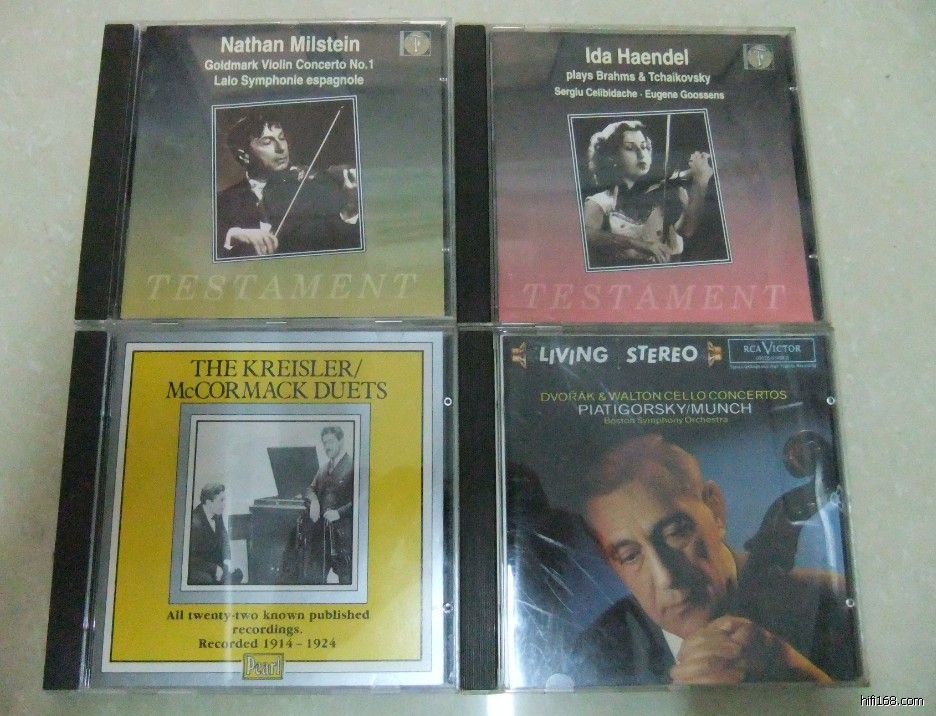 Nathan Milstein
Goldmark Violin Concerto No.1
Lalo Symphonie espagnole
TESTAMENT
Ida Haendel
plays Brahms & Tchaikovsky
Sergiu Celibidache · Eugene Goossens
TESTAMENT
THE KREISLER/
McCORMACK DUETS
All twenty-two known published
recordings.
Recorded 1914 - 1924
Pearl
LIVING STEREO
RCA VICTOR
DVOŘÁK & WALTON CELLO CONCERTOS
PIATIGORSKY/MUNCH
Boston Symphony Orchestra
hifi168.com